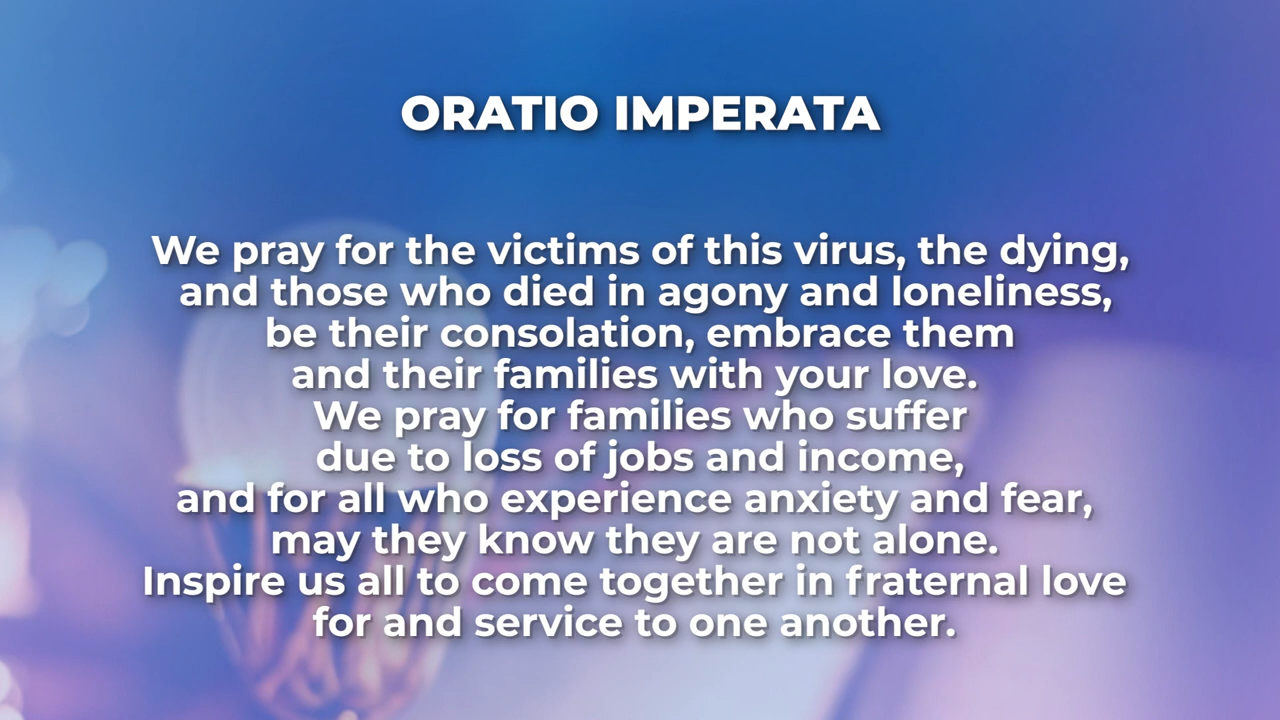 ORATIO IMPERATA
We pray for the victims of this virus, the dying,
and those who died in agony and loneliness,
be their consolation, embrace them
and their families with your love.
We pray for families who suffer
due to loss of jobs and income,
and for all who experience anxiety and fear,
may they know they are not alone.
Inspire us all to come together in fraternal love
for and service to one another.